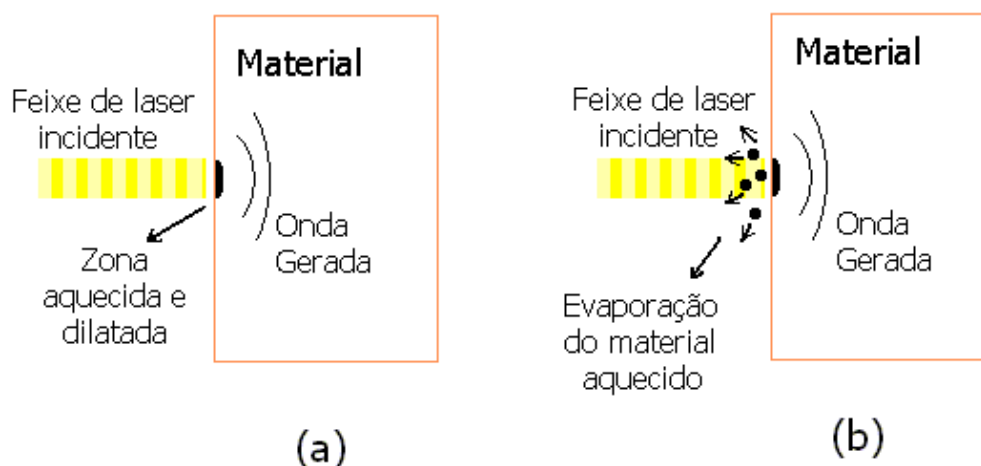 Material
Feixe de laser
incidente
Onda
Gerada
Zona
aquecida e
dilatada
(a)
Material
Feixe de laser
incidente
Onda
Gerada
Evaporação
do material
aquecido
(b)